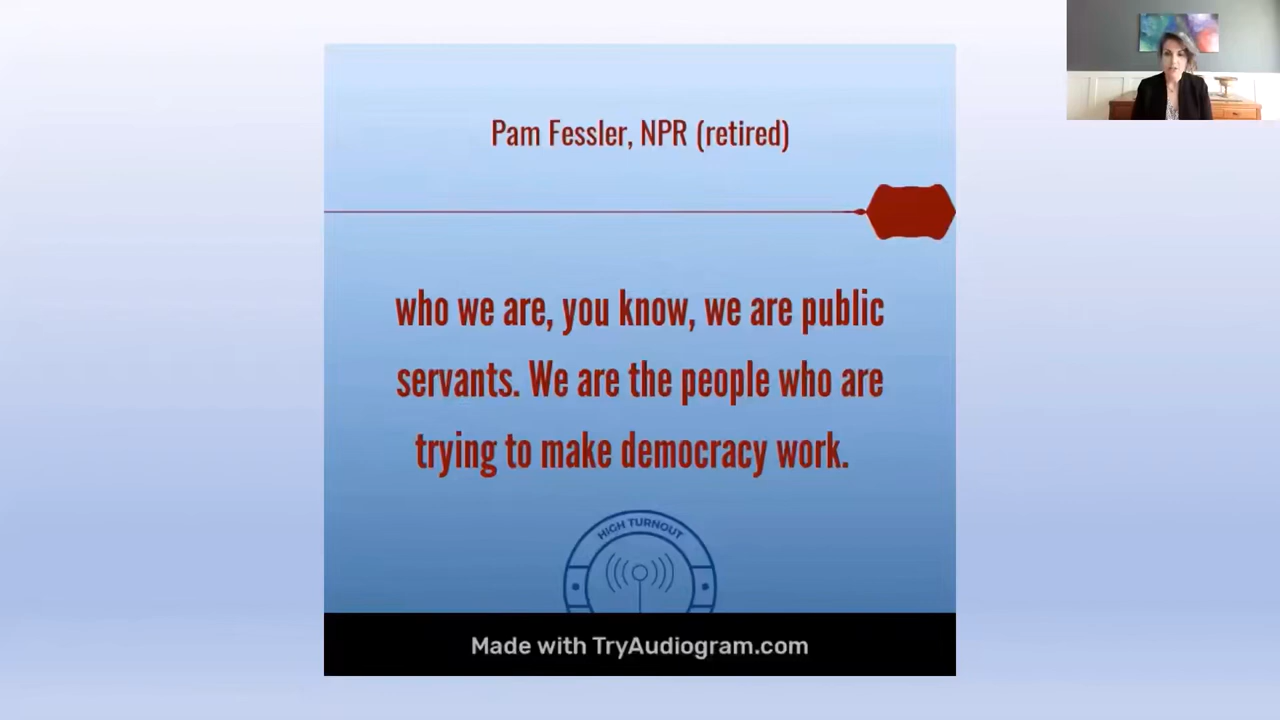 Pam Fessler, NPR (retired)
who we are, you know, we are public
servants. We are the people who are
trying to make democracy work.
HIGH TURNOUT
Made with TryAudiogram.com